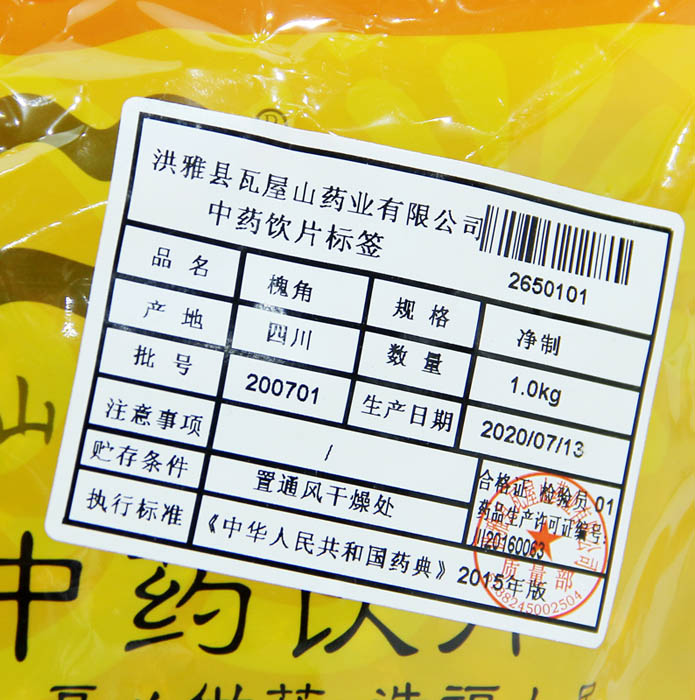 ®
洪雅县瓦屋山药业有限公司
中药饮片标签
2650101
品名 槐角 规格 净制
产地 四川 数量 1.0kg
批号 200701 生产日期 2020/07/13
注意事项 /
贮存条件 置通风干燥处
合格证 检验员 01
药品生产许可证编号:
川20160063
执行标准 《中华人民共和国药典》2015年版
质量部
38245002504
山
中药饮片